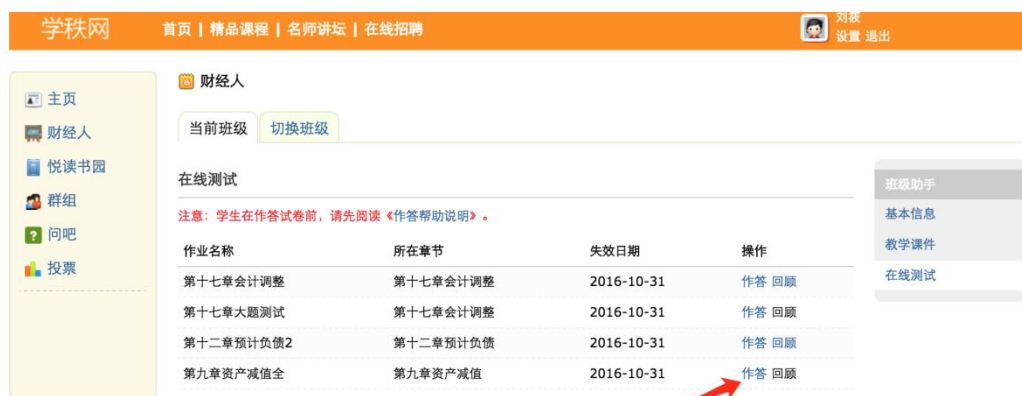 学秩网
首页 | 精品课程 | 名师讲坛 | 在线招聘
刘筱
设置 退出
主页
财经人
悦读书园
群组
问吧
投票
财经人
当前班级 切换班级
在线测试
注意：学生在作答试卷前，请先阅读《作答帮助说明》。
作业名称 所在章节 失效日期 操作
第十七章会计调整 第十七章会计调整 2016-10-31 作答 回顾
第十七章大题测试 第十七章会计调整 2016-10-31 作答 回顾
第十二章预计负债2 第十二章预计负债 2016-10-31 作答 回顾
第九章资产减值全 第九章资产减值 2016-10-31 作答 回顾
班级助手
基本信息
教学课件
在线测试